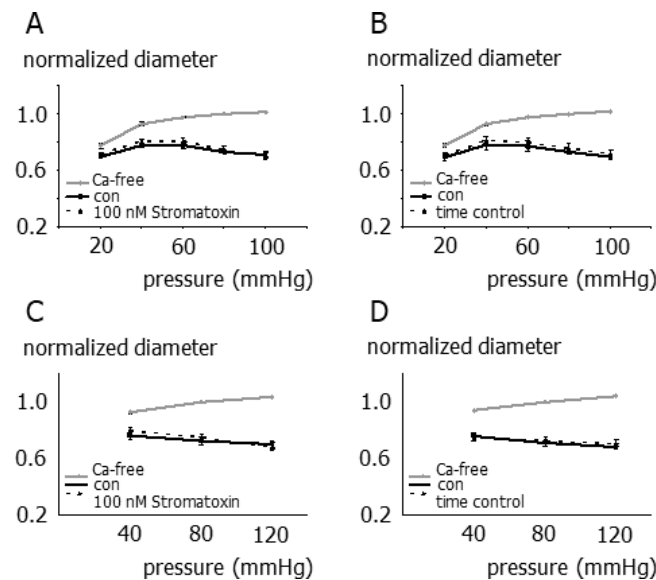 A
normalized diameter
1.0
0.6
0.2
Ca-free
con
100 nM Stromatoxin
20 60 100
pressure (mmHg)
B
normalized diameter
1.0
0.6
0.2
Ca-free
con
time control
20 60 100
pressure (mmHg)
C
normalized diameter
1.0
0.6
0.2
Ca-free
con
100 nM Stromatoxin
40 80 120
pressure (mmHg)
D
normalized diameter
1.0
0.6
0.2
Ca-free
con
time control
40 80 120
pressure (mmHg)